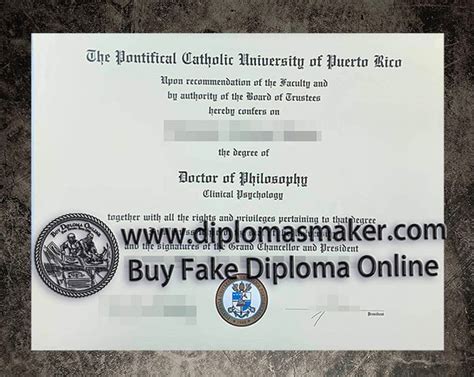 The Pontifical Catholic University of Puerto Rico
Upon recommendation of the Faculty and
by authority of the Board of Trustees
hereby confers on
the degree of
Doctor of Philosophy
Clinical Psychology
together with all the rights and privileges pertaining to that degree
www.diplomasmaker.com
and the signatures of the Grand Chancellor and President
Buy Diploma Online
Buy Fake Diploma Online
President